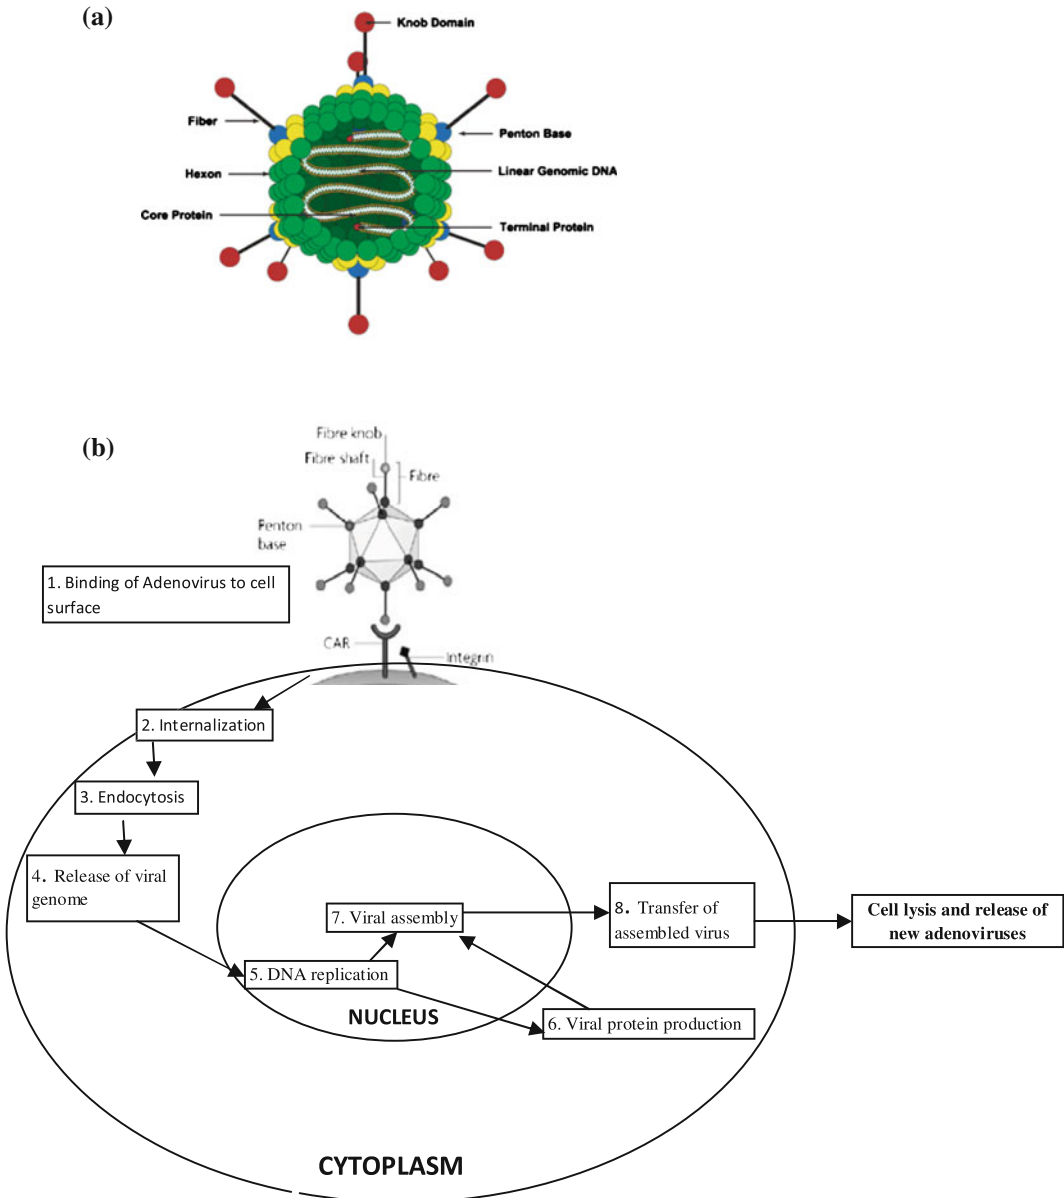 (a)
Knob Domain
Fiber
Penton Base
Hexon
Linear Genomic DNA
Core Protein
Terminal Protein
(b)
Fibre knob
Fibre shaft
Fibre
Penton
base
1. Binding of Adenovirus to cell
surface
CAR
Integrin
2. Internalization
3. Endocytosis
4. Release of viral
genome
5. DNA replication
NUCLEUS
6. Viral protein production
7. Viral assembly
8. Transfer of
assembled virus
Cell lysis and release of
new adenoviruses
CYTOPLASM